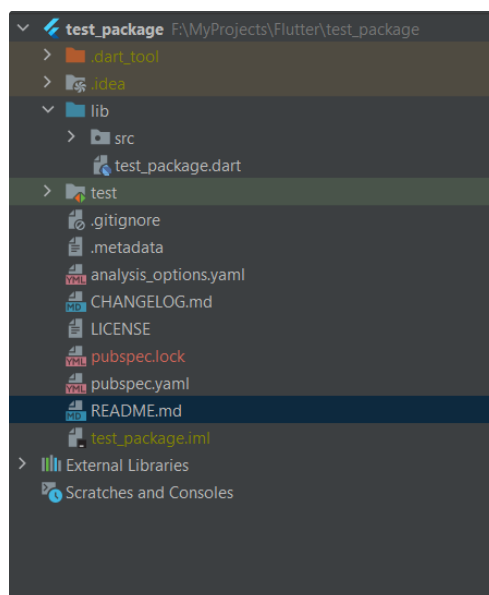 test_package F:\MyProjects\Flutter\test_package
.dart_tool
.idea
lib
src
test_package.dart
test
.gitignore
.metadata
analysis_options.yaml
CHANGELOG.md
LICENSE
pubspec.lock
pubspec.yaml
README.md
test_package.iml
External Libraries
Scratches and Consoles